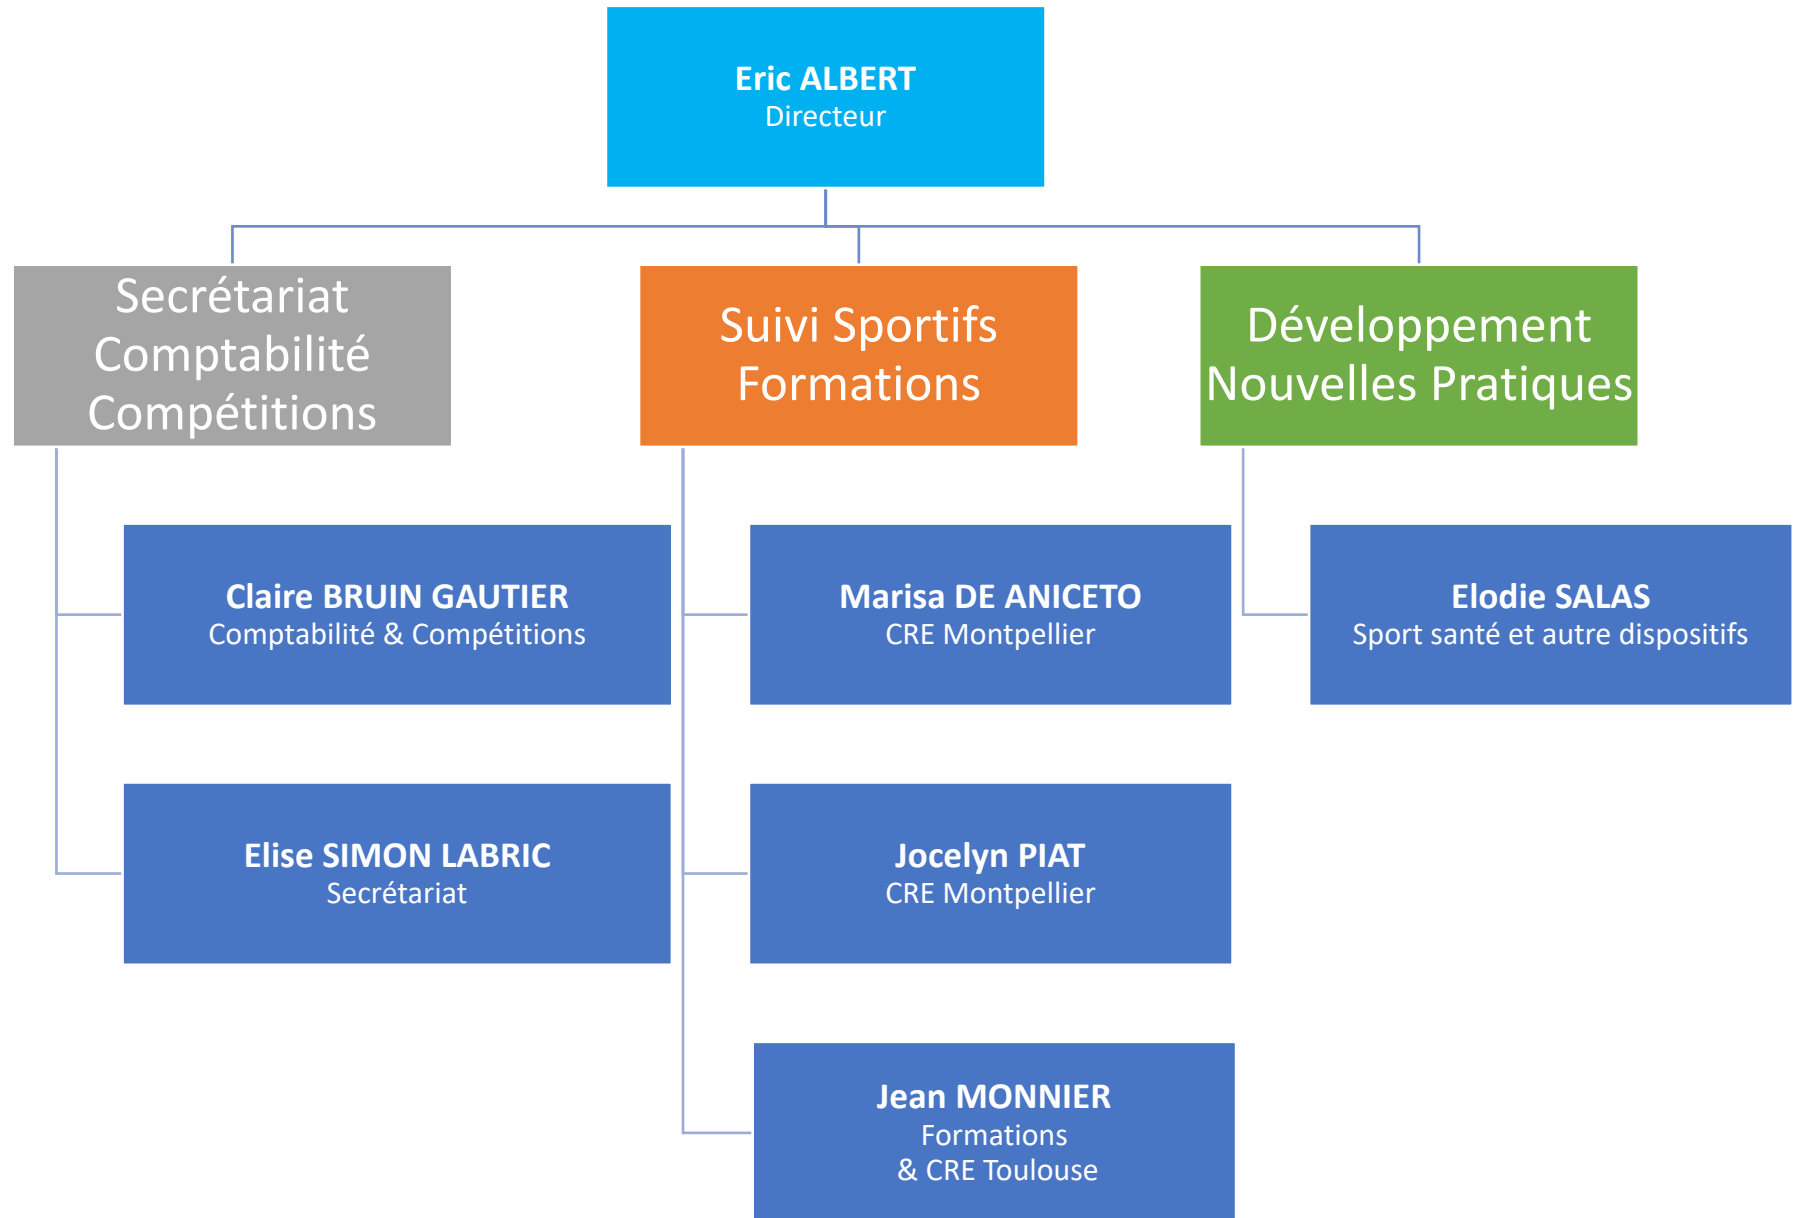 Eric ALBERT
Directeur
Secrétariat
Comptabilité
Compétitions
Suivi Sportifs
Formations
Développement
Nouvelles Pratiques
Claire BRUIN GAUTIER
Comptabilité & Compétitions
Marisa DE ANICETO
CRE Montpellier
Elodie SALAS
Sport santé et autre dispositifs
Elise SIMON LABRIC
Secrétariat
Jocelyn PIAT
CRE Montpellier
Jean MONNIER
Formations
& CRE Toulouse